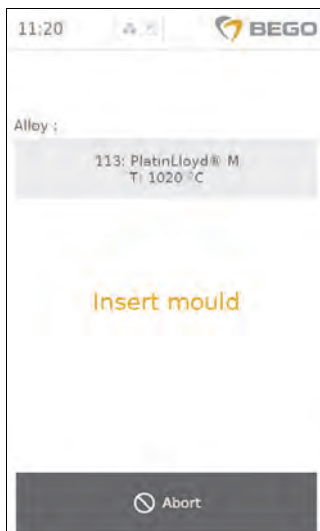 11:20
BEGO
Alloy :
113: PlatinLloyd® M
T: 1020 °C
Insert mould
Abort